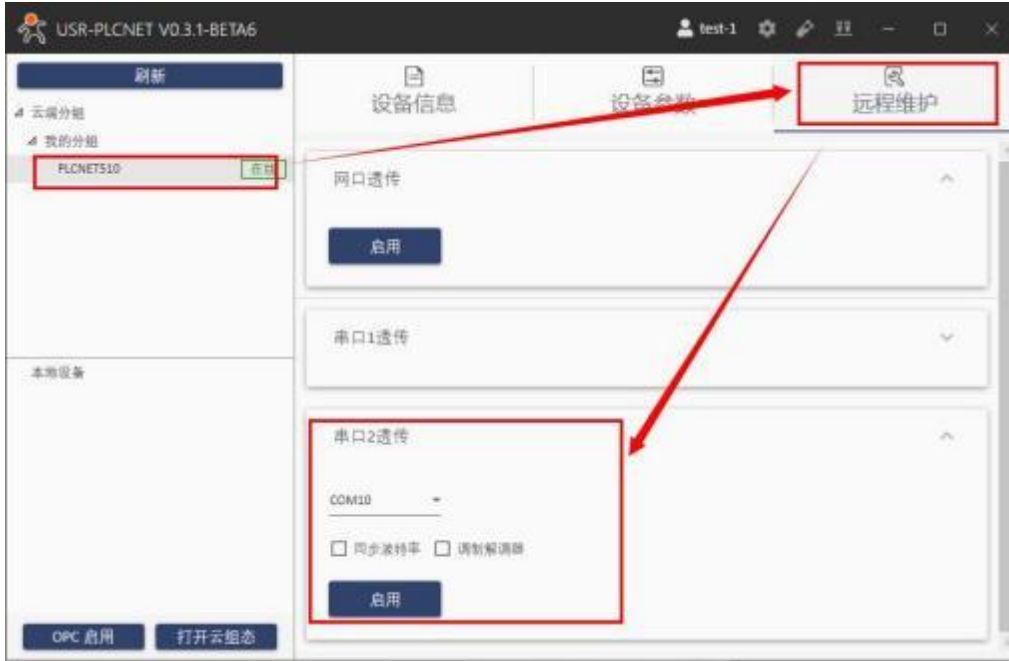 USR-PLCNET V0.3.1-BETA6
test-1
刷新
云端分组
我的分组
PLCNET510
在线
本地设备
OPC 启用
打开云组态
设备信息
设备参数
远程维护
网口透传
启用
串口1透传
串口2透传
COM10
同步波特率 调制解调器
启用